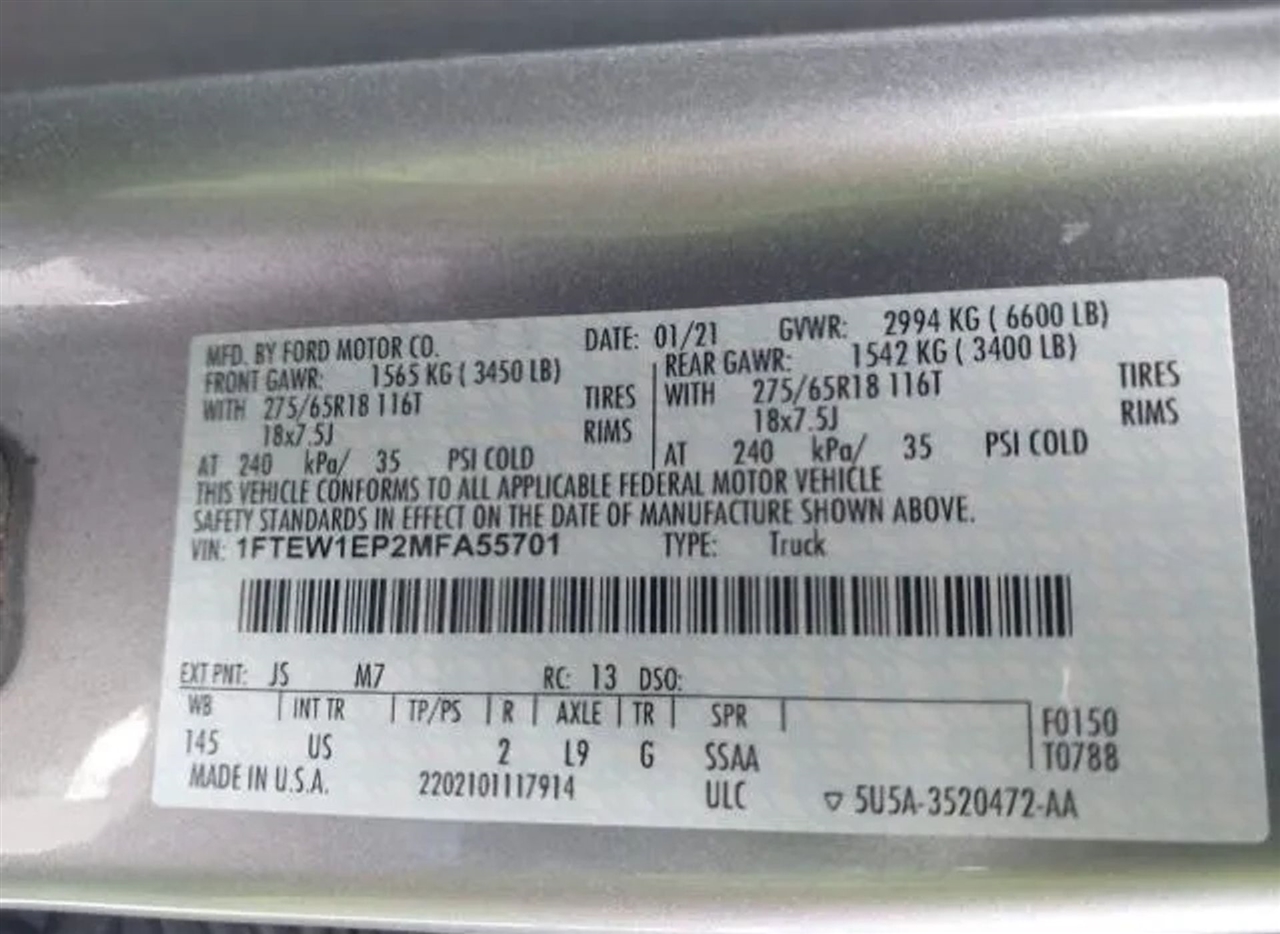 MFD. BY FORD MOTOR CO. DATE: 01/21 GVWR: 2994 KG ( 6600 LB)
FRONT GAWR: 1565 KG ( 3450 LB) REAR GAWR: 1542 KG ( 3400 LB)
WITH 275/65R18 116T TIRES WITH 275/65R18 116T TIRES
18x7.5J RIMS 18x7.5J RIMS
AT 240 kPa/ 35 PSI COLD AT 240 kPa/ 35 PSI COLD
THIS VEHICLE CONFORMS TO ALL APPLICABLE FEDERAL MOTOR VEHICLE
SAFETY STANDARDS IN EFFECT ON THE DATE OF MANUFACTURE SHOWN ABOVE.
VIN: 1FTEW1EP2MFA55701 TYPE: Truck
EXT PNT: JS M7 RC: 13 DSO:
WB INT TR TP/PS R AXLE TR SPR F0150
145 US 2 L9 G SSAA T0788
MADE IN U.S.A. 2202101117914 ULC 5U5A-3520472-AA